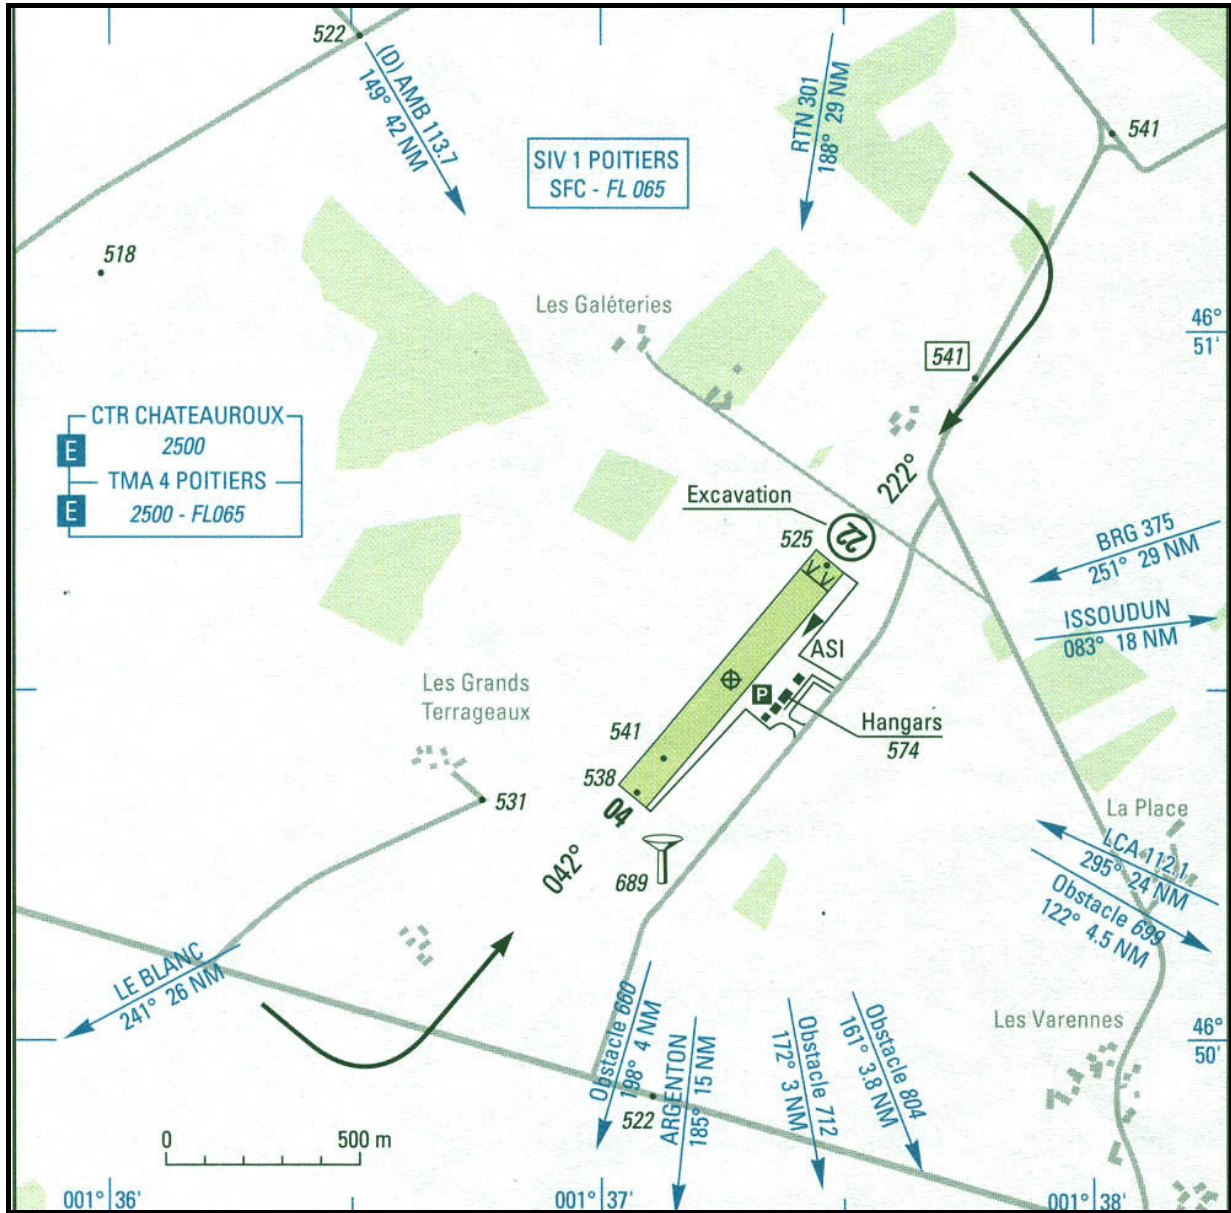 522
(D) AMB 113.7
149° 42 NM
SIV 1 POITIERS
SFC - FL 065
RTN 301
188° 29 NM
541
518
Les Galéteries
46°
51'
541
CTR CHATEAUROUX
E
2500
TMA 4 POITIERS
E
2500 - FL065
222°
Excavation
22
525
BRG 375
251° 29 NM
ISSOUDUN
083° 18 NM
ASI
Les Grands
Terrageaux
P
Hangars
574
541
538
04
531
La Place
042°
689
LCA 112.1
295° 24 NM
Obstacle 699
122° 4.5 NM
LE BLANC
241° 26 NM
Obstacle 660
198° 4 NM
ARGENTON
185° 15 NM
Obstacle 712
172° 3 NM
Obstacle 804
161° 3.8 NM
Les Varennes
46°
50'
522
0 500 m
001° 36'
001° 37'
001° 38'